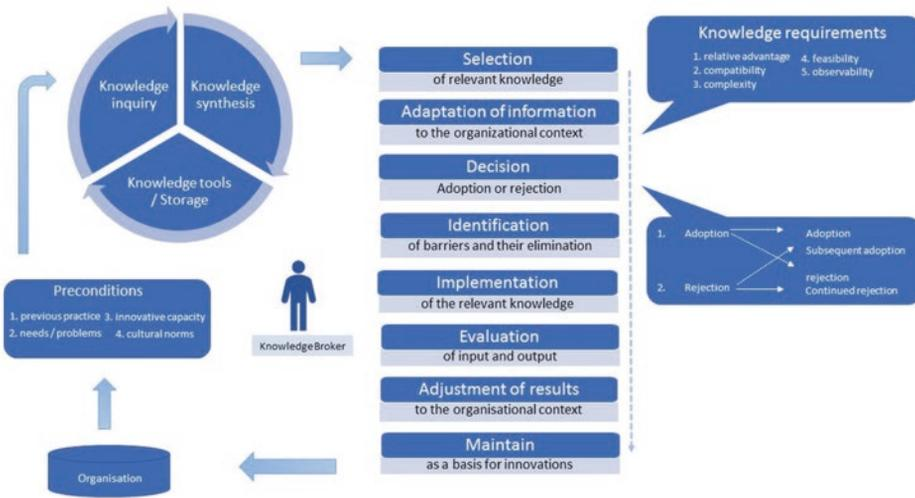 Knowledge
inquiry
Knowledge
synthesis
Knowledge tools
/ Storage
Preconditions
1. previous practice 3. innovative capacity
2. needs / problems 4. cultural norms
Organisation
Knowledge Broker
Selection
of relevant knowledge
Adaptation of information
to the organizational context
Decision
Adoption or rejection
Identification
of barriers and their elimination
Implementation
of the relevant knowledge
Evaluation
of input and output
Adjustment of results
to the organisational context
Maintain
as a basis for innovations
Knowledge requirements
1. relative advantage 4. feasibility
2. compatibility 5. observability
3. complexity
1. Adoption Adoption
Subsequent adoption
rejection
2. Rejection Continued rejection